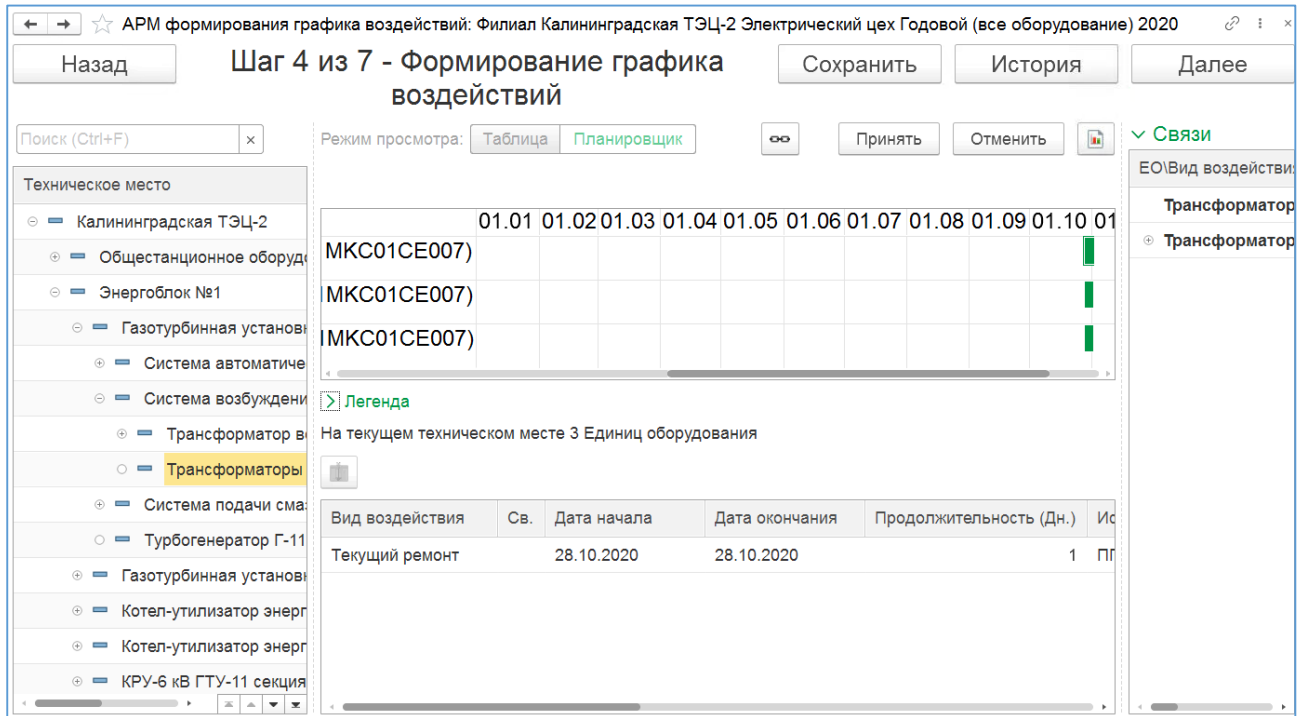 АРМ формирования графика воздействий: Филиал Калининградская ТЭЦ-2 Электрический цех Годовой (все оборудование) 2020
Назад
Шаг 4 из 7 - Формирование графика
воздействий
Сохранить
История
Далее
Поиск (Ctrl+F)
Режим просмотра: Таблица Планировщик
Принять
Отменить
Связи
Техническое место
Калининградская ТЭЦ-2
Общестанционное оборудо
Энергоблок №1
Газотурбинная установк
Система автоматиче
Система возбуждени
Трансформатор в
Трансформаторы
Система подачи сма
Турбогенератор Г-11
Газотурбинная установк
Котел-утилизатор энерг
Котел-утилизатор энерг
КРУ-6 кВ ГТУ-11 секция
01.01 01.02 01.03 01.04 01.05 01.06 01.07 01.08 01.09 01.10 01
MKC01CE007)
MKC01CE007)
MKC01CE007)
Легенда
На текущем техническом месте 3 Единиц оборудования
Вид воздействия Св. Дата начала Дата окончания Продолжительность (Дн.) Ис
Текущий ремонт 28.10.2020 28.10.2020 1 ПГ
ЕО\Вид воздействи
Трансформатор
Трансформатор